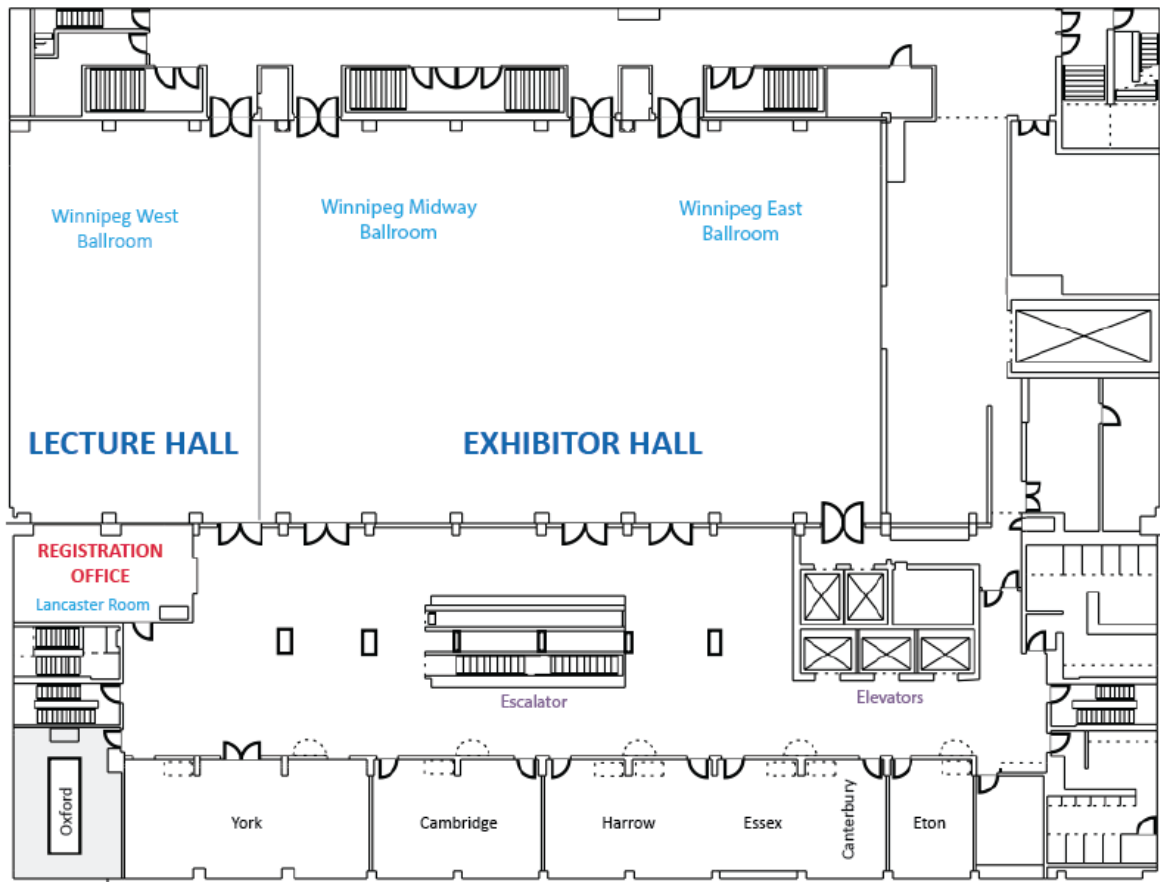 Winnipeg West
Ballroom
Winnipeg Midway
Ballroom
Winnipeg East
Ballroom
LECTURE HALL
EXHIBITOR HALL
REGISTRATION
OFFICE
Lancaster Room
Escalator
Elevators
Oxford
York
Cambridge
Harrow
Essex
Canterbury
Eton